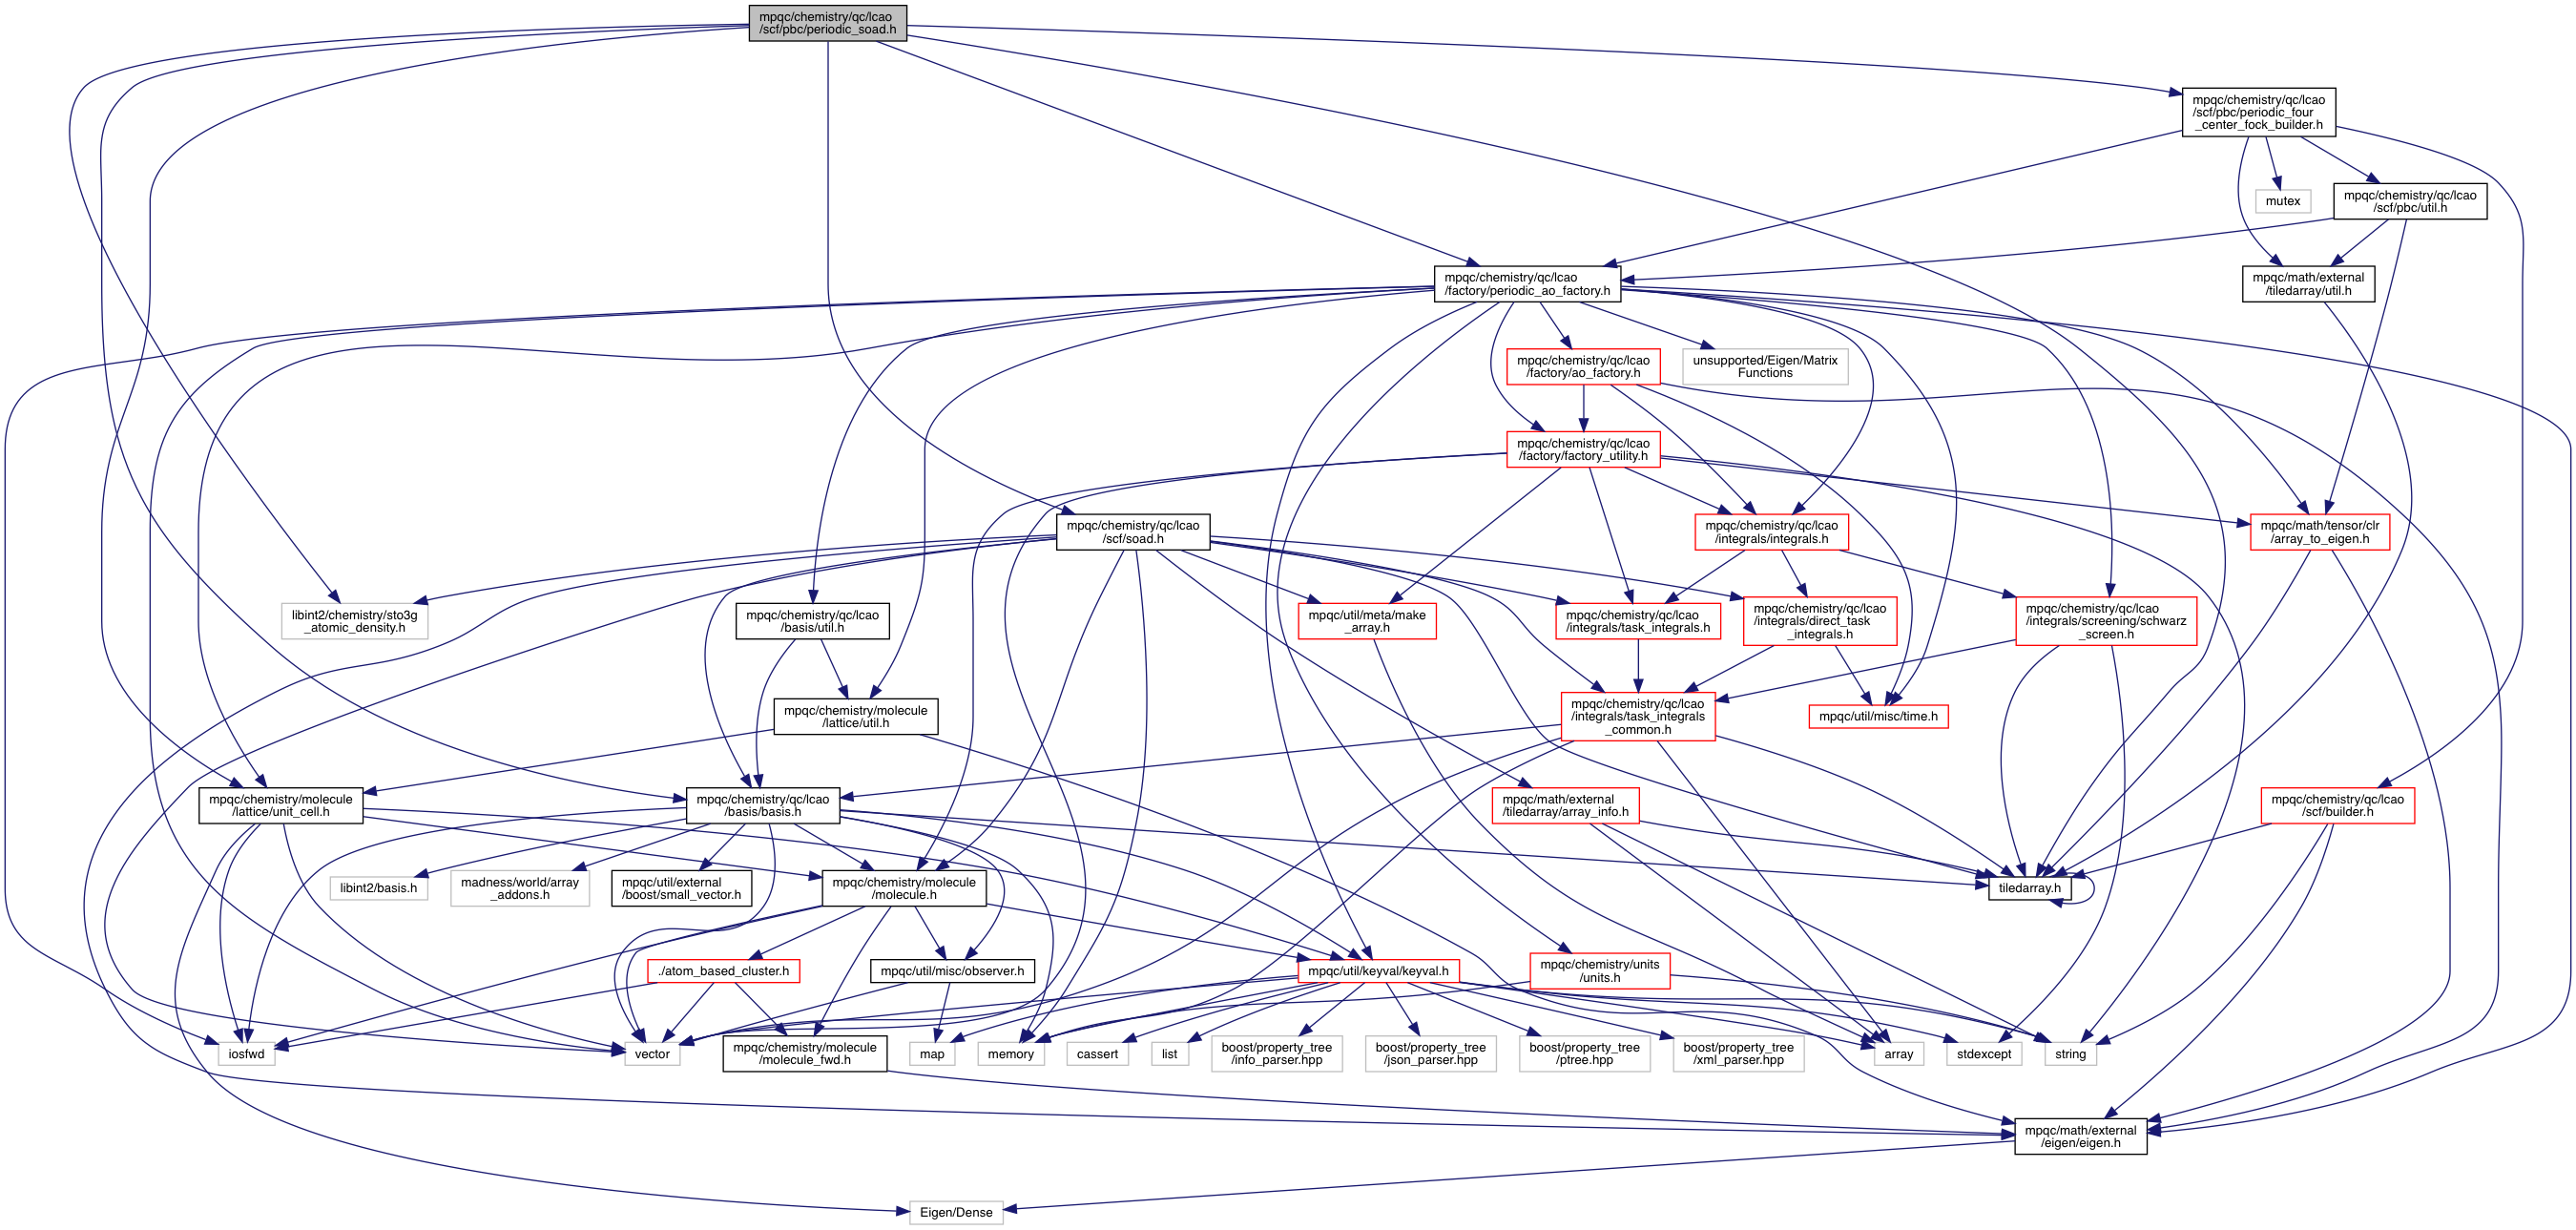 mpqc/chemistry/qc/lcao
/scf/pbc/periodic_soad.h
mpqc/chemistry/qc/lcao
/scf/pbc/periodic_four
_center_fock_builder.h
mutex
mpqc/chemistry/qc/lcao
/scf/pbc/util.h
mpqc/chemistry/qc/lcao
/factory/periodic_ao_factory.h
mpqc/math/external
/tiledarray/util.h
mpqc/chemistry/qc/lcao
/factory/ao_factory.h
unsupported/Eigen/Matrix
Functions
mpqc/chemistry/qc/lcao
/factory/factory_utility.h
mpqc/chemistry/qc/lcao
/scf/soad.h
mpqc/chemistry/qc/lcao
/integrals/integrals.h
mpqc/math/tensor/clr
/array_to_eigen.h
libint2/chemistry/sto3g
_atomic_density.h
mpqc/chemistry/qc/lcao
/basis/util.h
mpqc/util/meta/make
_array.h
mpqc/chemistry/qc/lcao
/integrals/task_integrals.h
mpqc/chemistry/qc/lcao
/integrals/direct_task
_integrals.h
mpqc/chemistry/qc/lcao
/integrals/screening/schwarz
_screen.h
mpqc/chemistry/molecule
/lattice/util.h
mpqc/chemistry/qc/lcao
/integrals/task_integrals
_common.h
mpqc/util/misc/time.h
mpqc/chemistry/molecule
/lattice/unit_cell.h
mpqc/chemistry/qc/lcao
/basis/basis.h
mpqc/math/external
/tiledarray/array_info.h
mpqc/chemistry/qc/lcao
/scf/builder.h
libint2/basis.h
madness/world/array
_addons.h
mpqc/util/external
/boost/small_vector.h
mpqc/chemistry/molecule
/molecule.h
tiledarray.h
./atom_based_cluster.h
mpqc/util/misc/observer.h
mpqc/util/keyval/keyval.h
mpqc/chemistry/units
/units.h
iosfwd
vector
mpqc/chemistry/molecule
/molecule_fwd.h
map
memory
cassert
list
boost/property_tree
/info_parser.hpp
boost/property_tree
/json_parser.hpp
boost/property_tree
/ptree.hpp
boost/property_tree
/xml_parser.hpp
array
stdexcept
string
mpqc/math/external
/eigen/eigen.h
Eigen/Dense